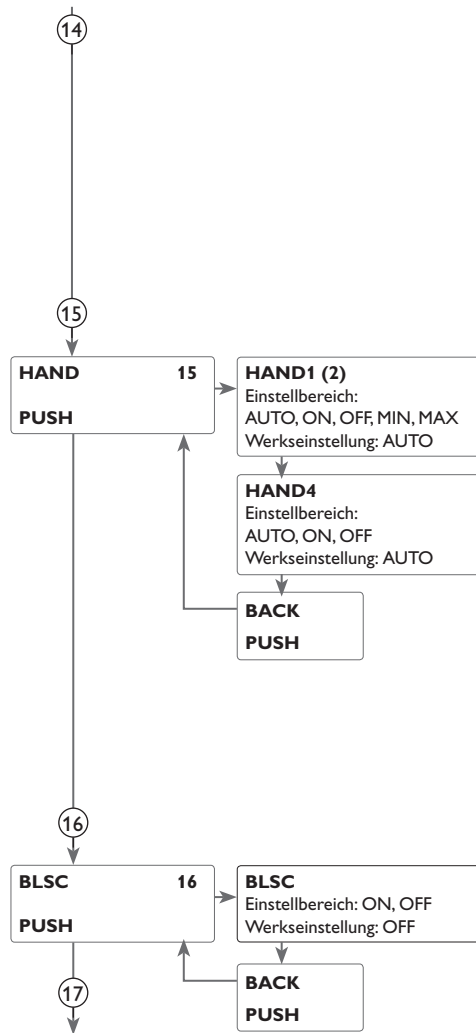 14
15
HAND 15
PUSH
HAND1 (2)
Einstellbereich:
AUTO, ON, OFF, MIN, MAX
Werkseinstellung: AUTO
HAND4
Einstellbereich:
AUTO, ON, OFF
Werkseinstellung: AUTO
BACK
PUSH
16
BLSC 16
PUSH
BLSC
Einstellbereich: ON, OFF
Werkseinstellung: OFF
BACK
PUSH
17